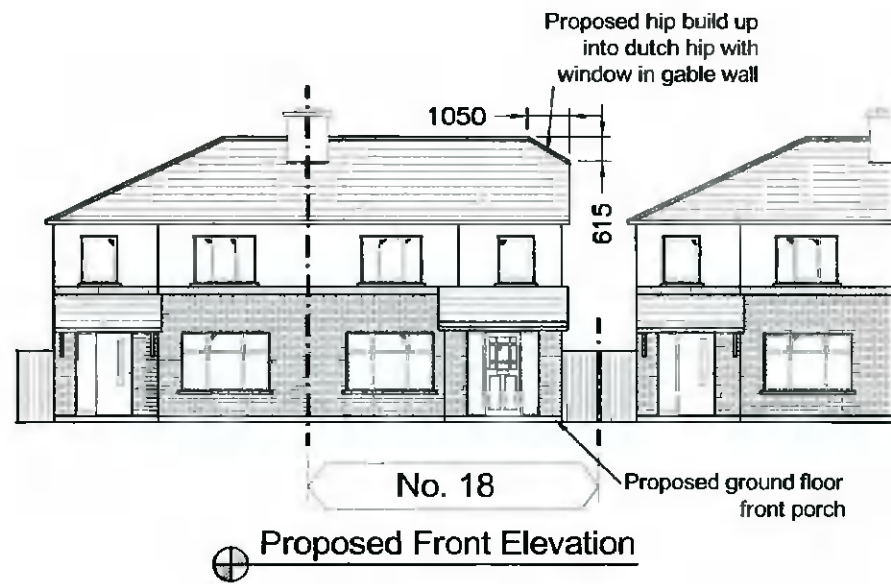 Proposed hip build up
into dutch hip with
window in gable wall
1050
615
No. 18
Proposed ground floor
front porch
Proposed Front Elevation